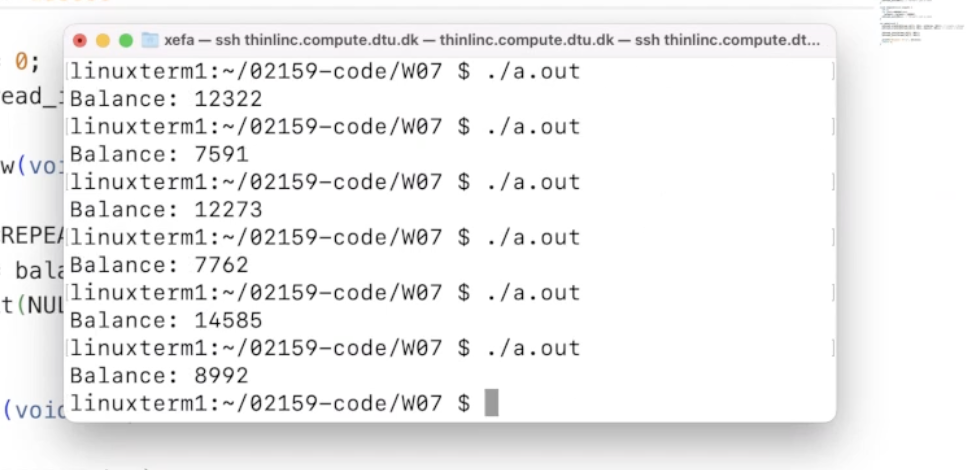 xefa — ssh thinlinc.compute.dtu.dk — thinlinc.compute.dtu.dk — ssh thinlinc.compute.dt...
0;
linuxterm1:~/02159-code/W07 $ ./a.out
ead_
Balance: 12322
linuxterm1:~/02159-code/W07 $ ./a.out
Balance: 7591
w(voi
linuxterm1:~/02159-code/W07 $ ./a.out
Balance: 12273
REPEA
linuxterm1:~/02159-code/W07 $ ./a.out
Balance: 7762
= bala
linuxterm1:~/02159-code/W07 $ ./a.out
t(NUL
Balance: 14585
linuxterm1:~/02159-code/W07 $ ./a.out
Balance: 8992
(void
linuxterm1:~/02159-code/W07 $